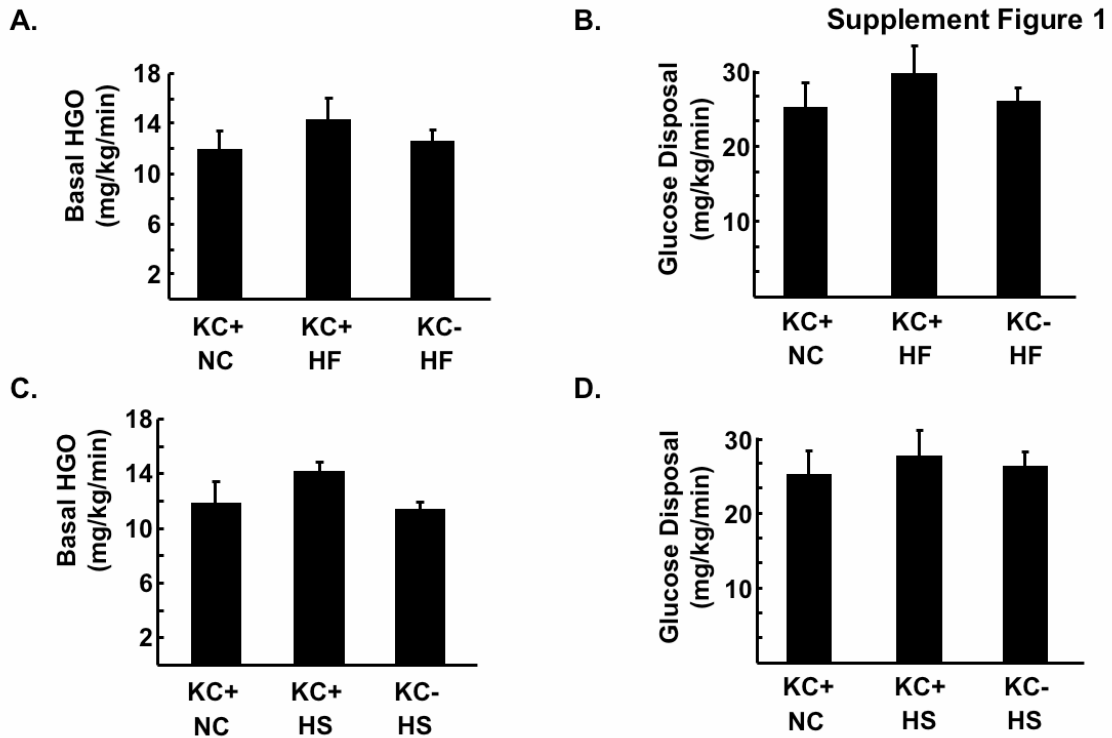 A.
B.
Supplement Figure 1
Basal HGO
(mg/kg/min)
18
14
10
6
2
KC+ KC+ KC-
NC HF HF
Glucose Disposal
(mg/kg/min)
30
20
10
KC+ KC+ KC-
NC HF HF
C.
D.
Basal HGO
(mg/kg/min)
18
14
10
6
2
KC+ KC+ KC-
NC HS HS
Glucose Disposal
(mg/kg/min)
30
20
10
KC+ KC+ KC-
NC HS HS